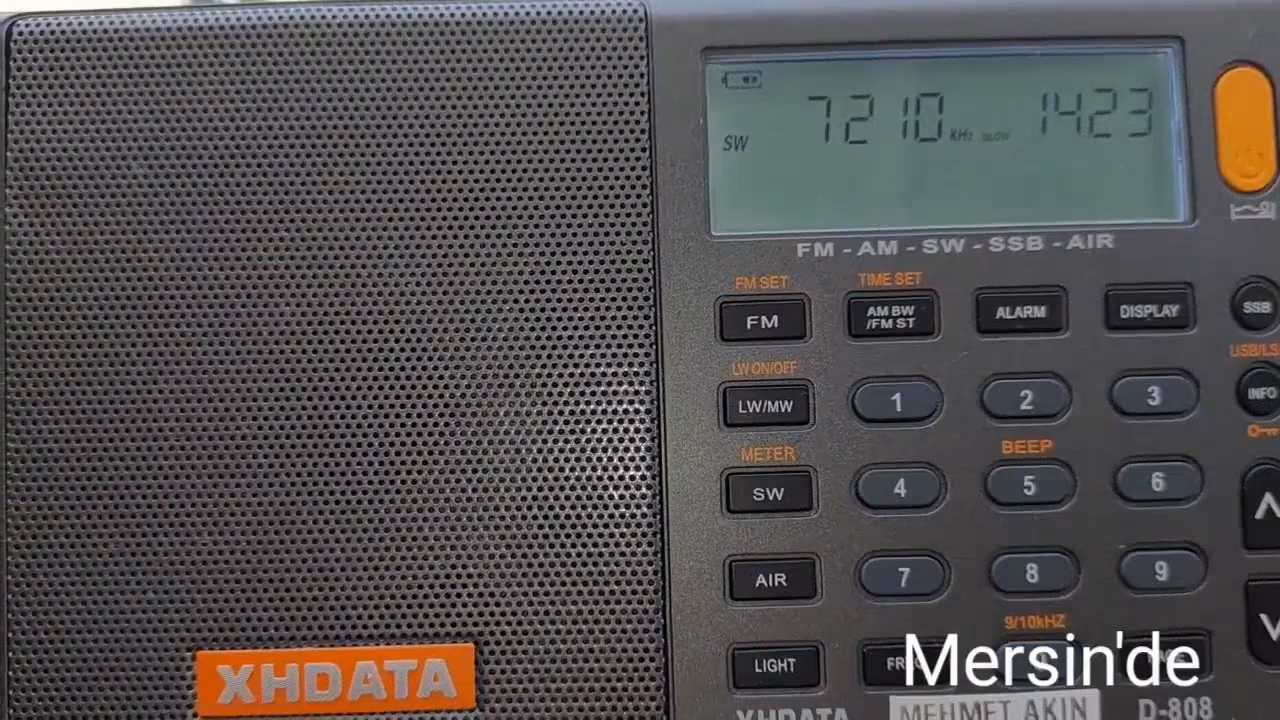 SW 7210 kHz 1423
FM - AM - SW - SSB - AIR
FM SET TIME SET
FM AM BW /FM ST ALARM DISPLAY SSB
LW ON/OFF USB/LS
LW/MW 1 2 3 INFO
METER BEEP
SW 4 5 6
AIR 7 8 9
9/10kHZ
LIGHT Mersin'de
XHDATA
XHDATA MEHMET AKIN D-808